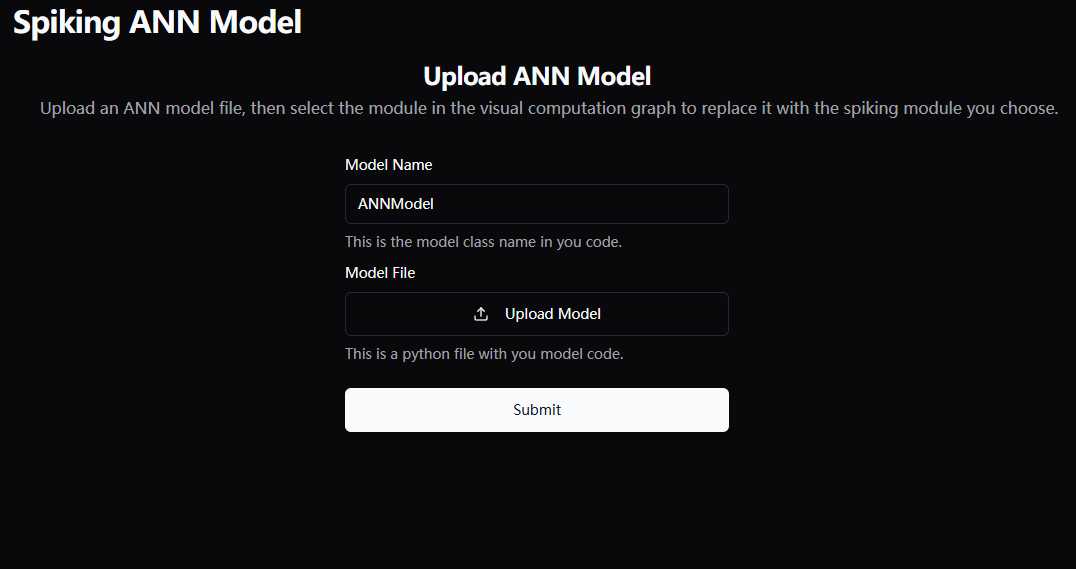 Spiking ANN Model
Upload ANN Model
Upload an ANN model file, then select the module in the visual computation graph to replace it with the spiking module you choose.
Model Name
ANNModel
This is the model class name in you code.
Model File
Upload Model
This is a python file with you model code.
Submit